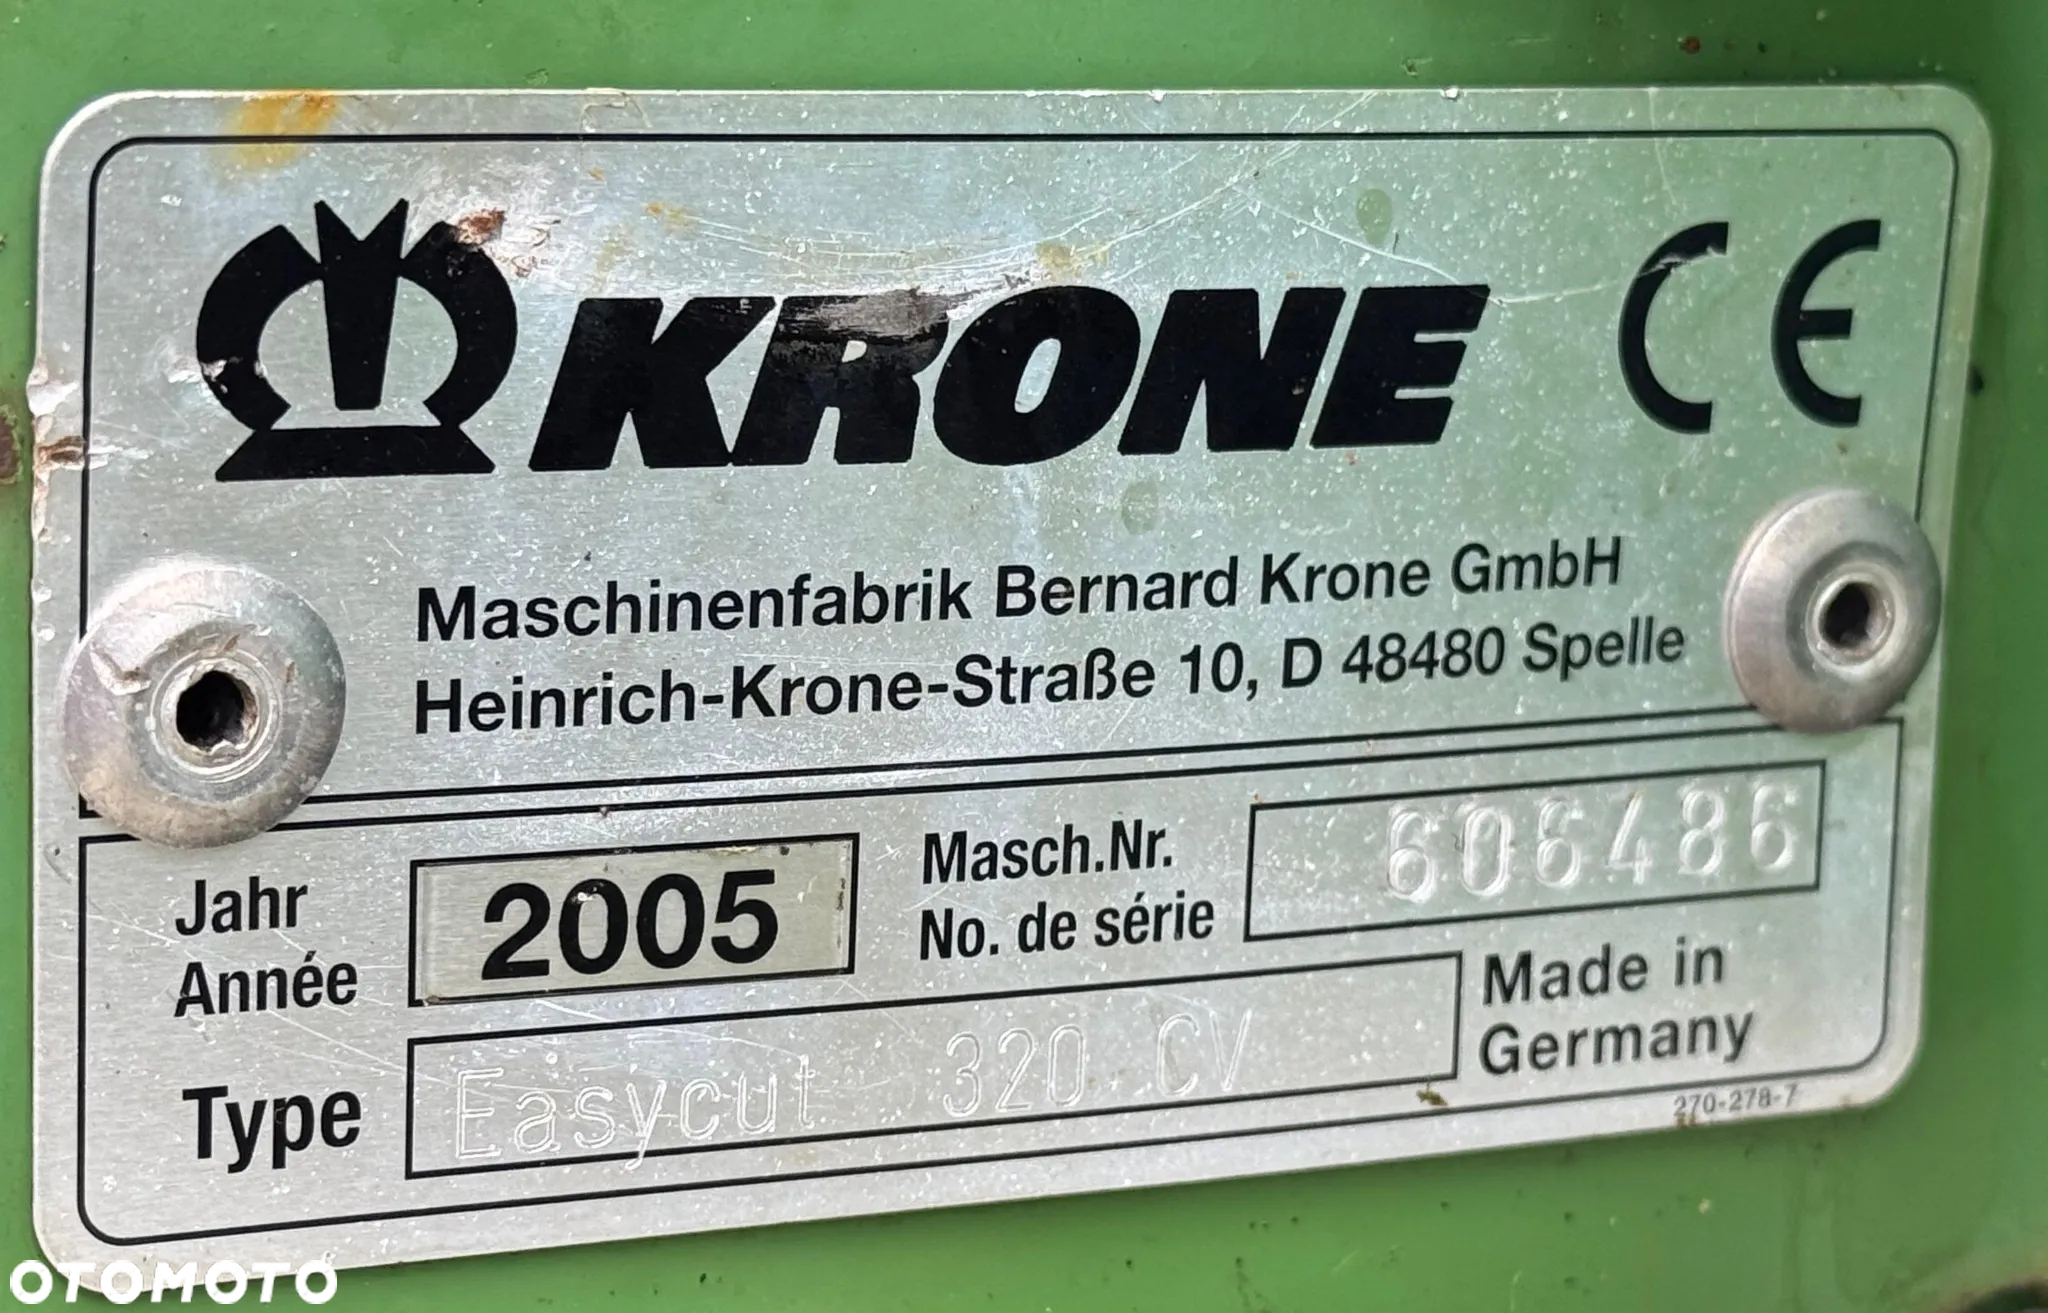 KRONE CE
Maschinenfabrik Bernard Krone GmbH
Heinrich-Krone-Straße 10, D 48480 Spelle
Jahr
Année
2005
Masch.Nr.
No. de série
606486
Type
Easycut 320 CV
Made in
Germany
270-278-7
OTOMOTO